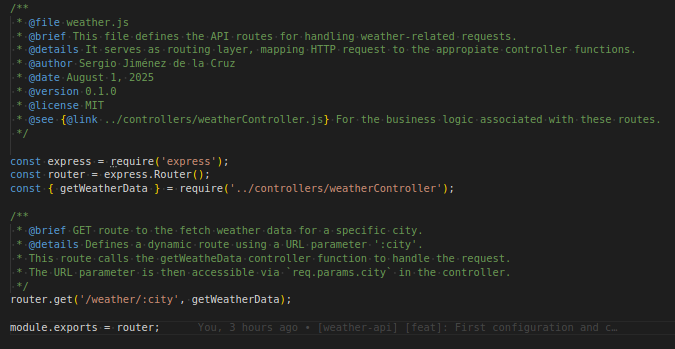 /**
 * @file weather.js
 * @brief This file defines the API routes for handling weather-related requests.
 * @details It serves as routing layer, mapping HTTP request to the appropiate controller functions.
 * @author Sergio Jiménez de la Cruz
 * @date August 1, 2025
 * @version 0.1.0
 * @license MIT
 * @see {@link ../controllers/weatherController.js} For the business logic associated with these routes.
 */
const express = require('express');
const router = express.Router();
const { getWeatherData } = require('../controllers/weatherController');
/**
 * @brief GET route to the fetch weather data for a specific city.
 * @details Defines a dynamic route using a URL parameter ':city'.
 * This route calls the getWeatheData controller function to handle the request.
 * The URL parameter is then accessible via `req.params.city` in the controller.
 */
router.get('/weather/:city', getWeatherData);
module.exports = router; You, 3 hours ago • [weather-api] [feat]: First configuration and c…